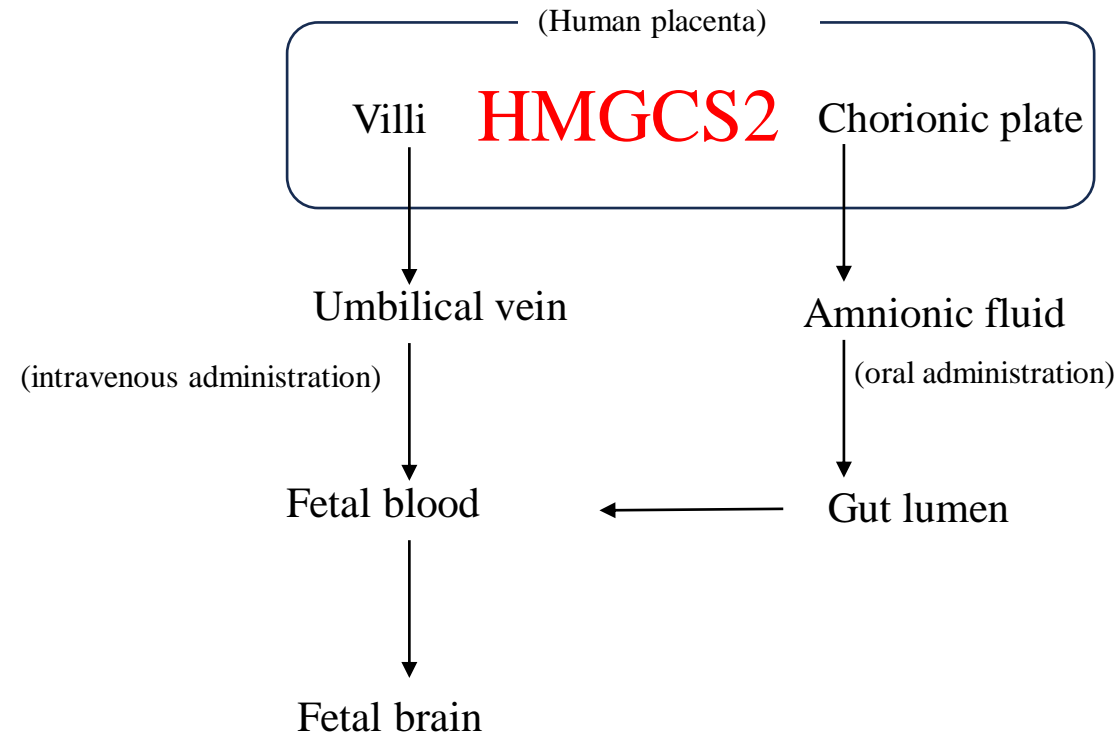 (Human placenta)
Villi HMGCS2 Chorionic plate
Umbilical vein Amnionic fluid
(intravenous administration) (oral administration)
Fetal blood Gut lumen
Fetal brain